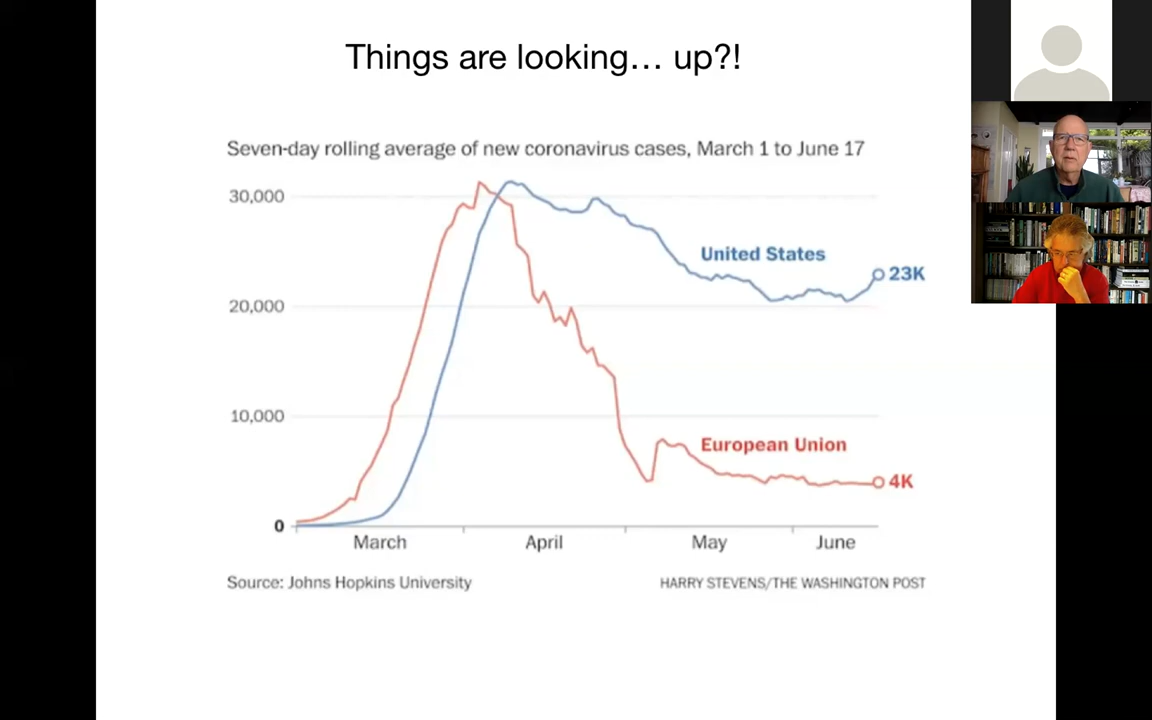 Things are looking… up?!
Seven-day rolling average of new coronavirus cases, March 1 to June 17
30,000
20,000
10,000
0
United States
23K
European Union
4K
March April May June
Source: Johns Hopkins University
HARRY STEVENS/THE WASHINGTON POST